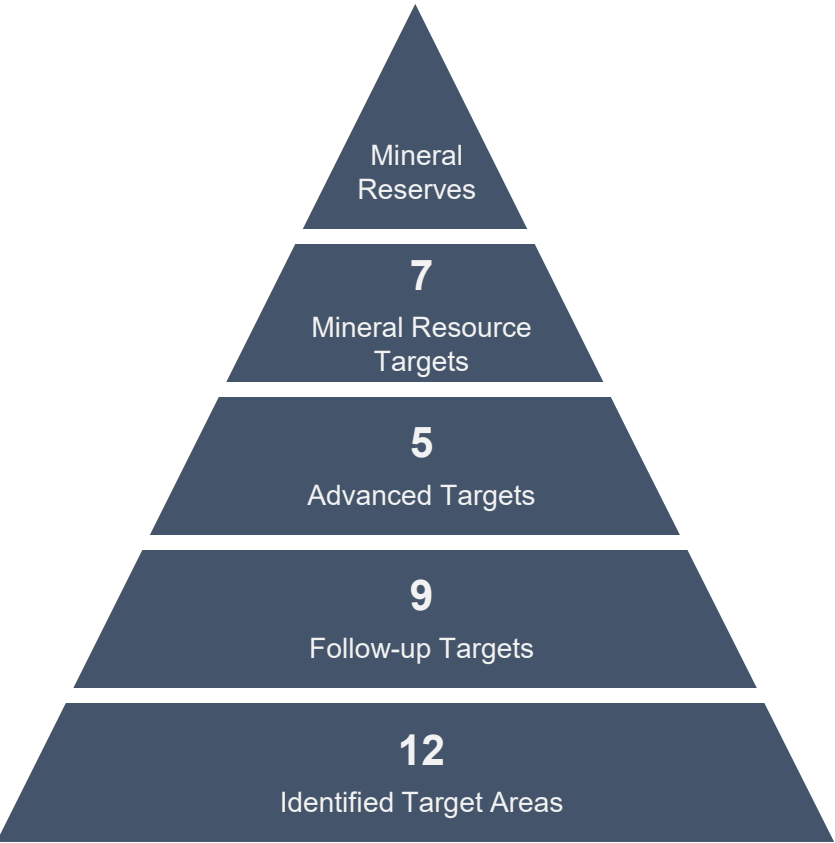 Mineral
Reserves
7
Mineral Resource
Targets
5
Advanced Targets
9
Follow-up Targets
12
Identified Target Areas